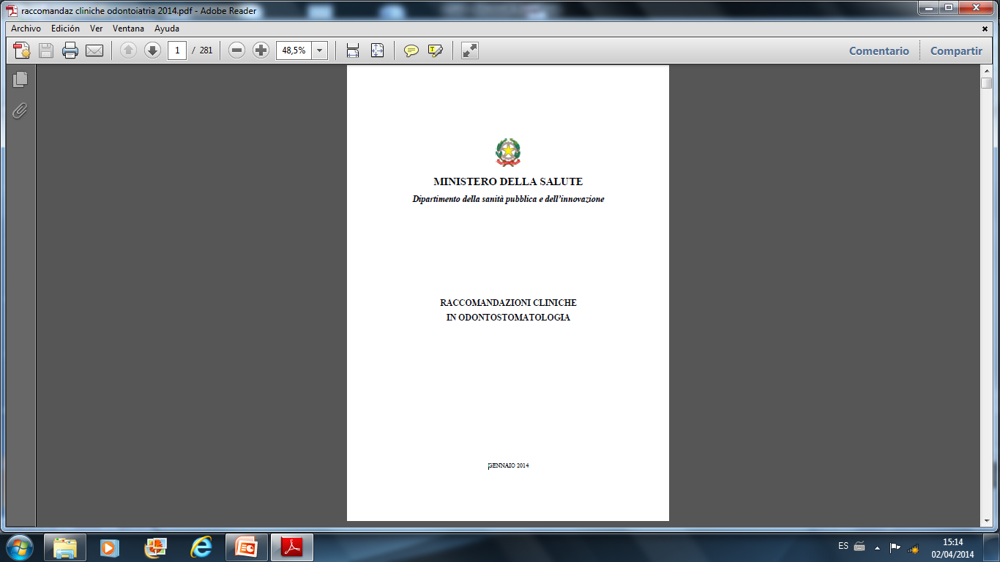 raccomandaz cliniche odontoiatria 2014.pdf - Adobe Reader
Archivo Edición Ver Ventana Ayuda
1 / 281 48,5% Comentario Compartir
MINISTERO DELLA SALUTE
Dipartimento della sanità pubblica e dell'innovazione
RACCOMANDAZIONI CLINICHE
IN ODONTOSTOMATOLOGIA
GENNAIO 2014
ES 15:14
02/04/2014